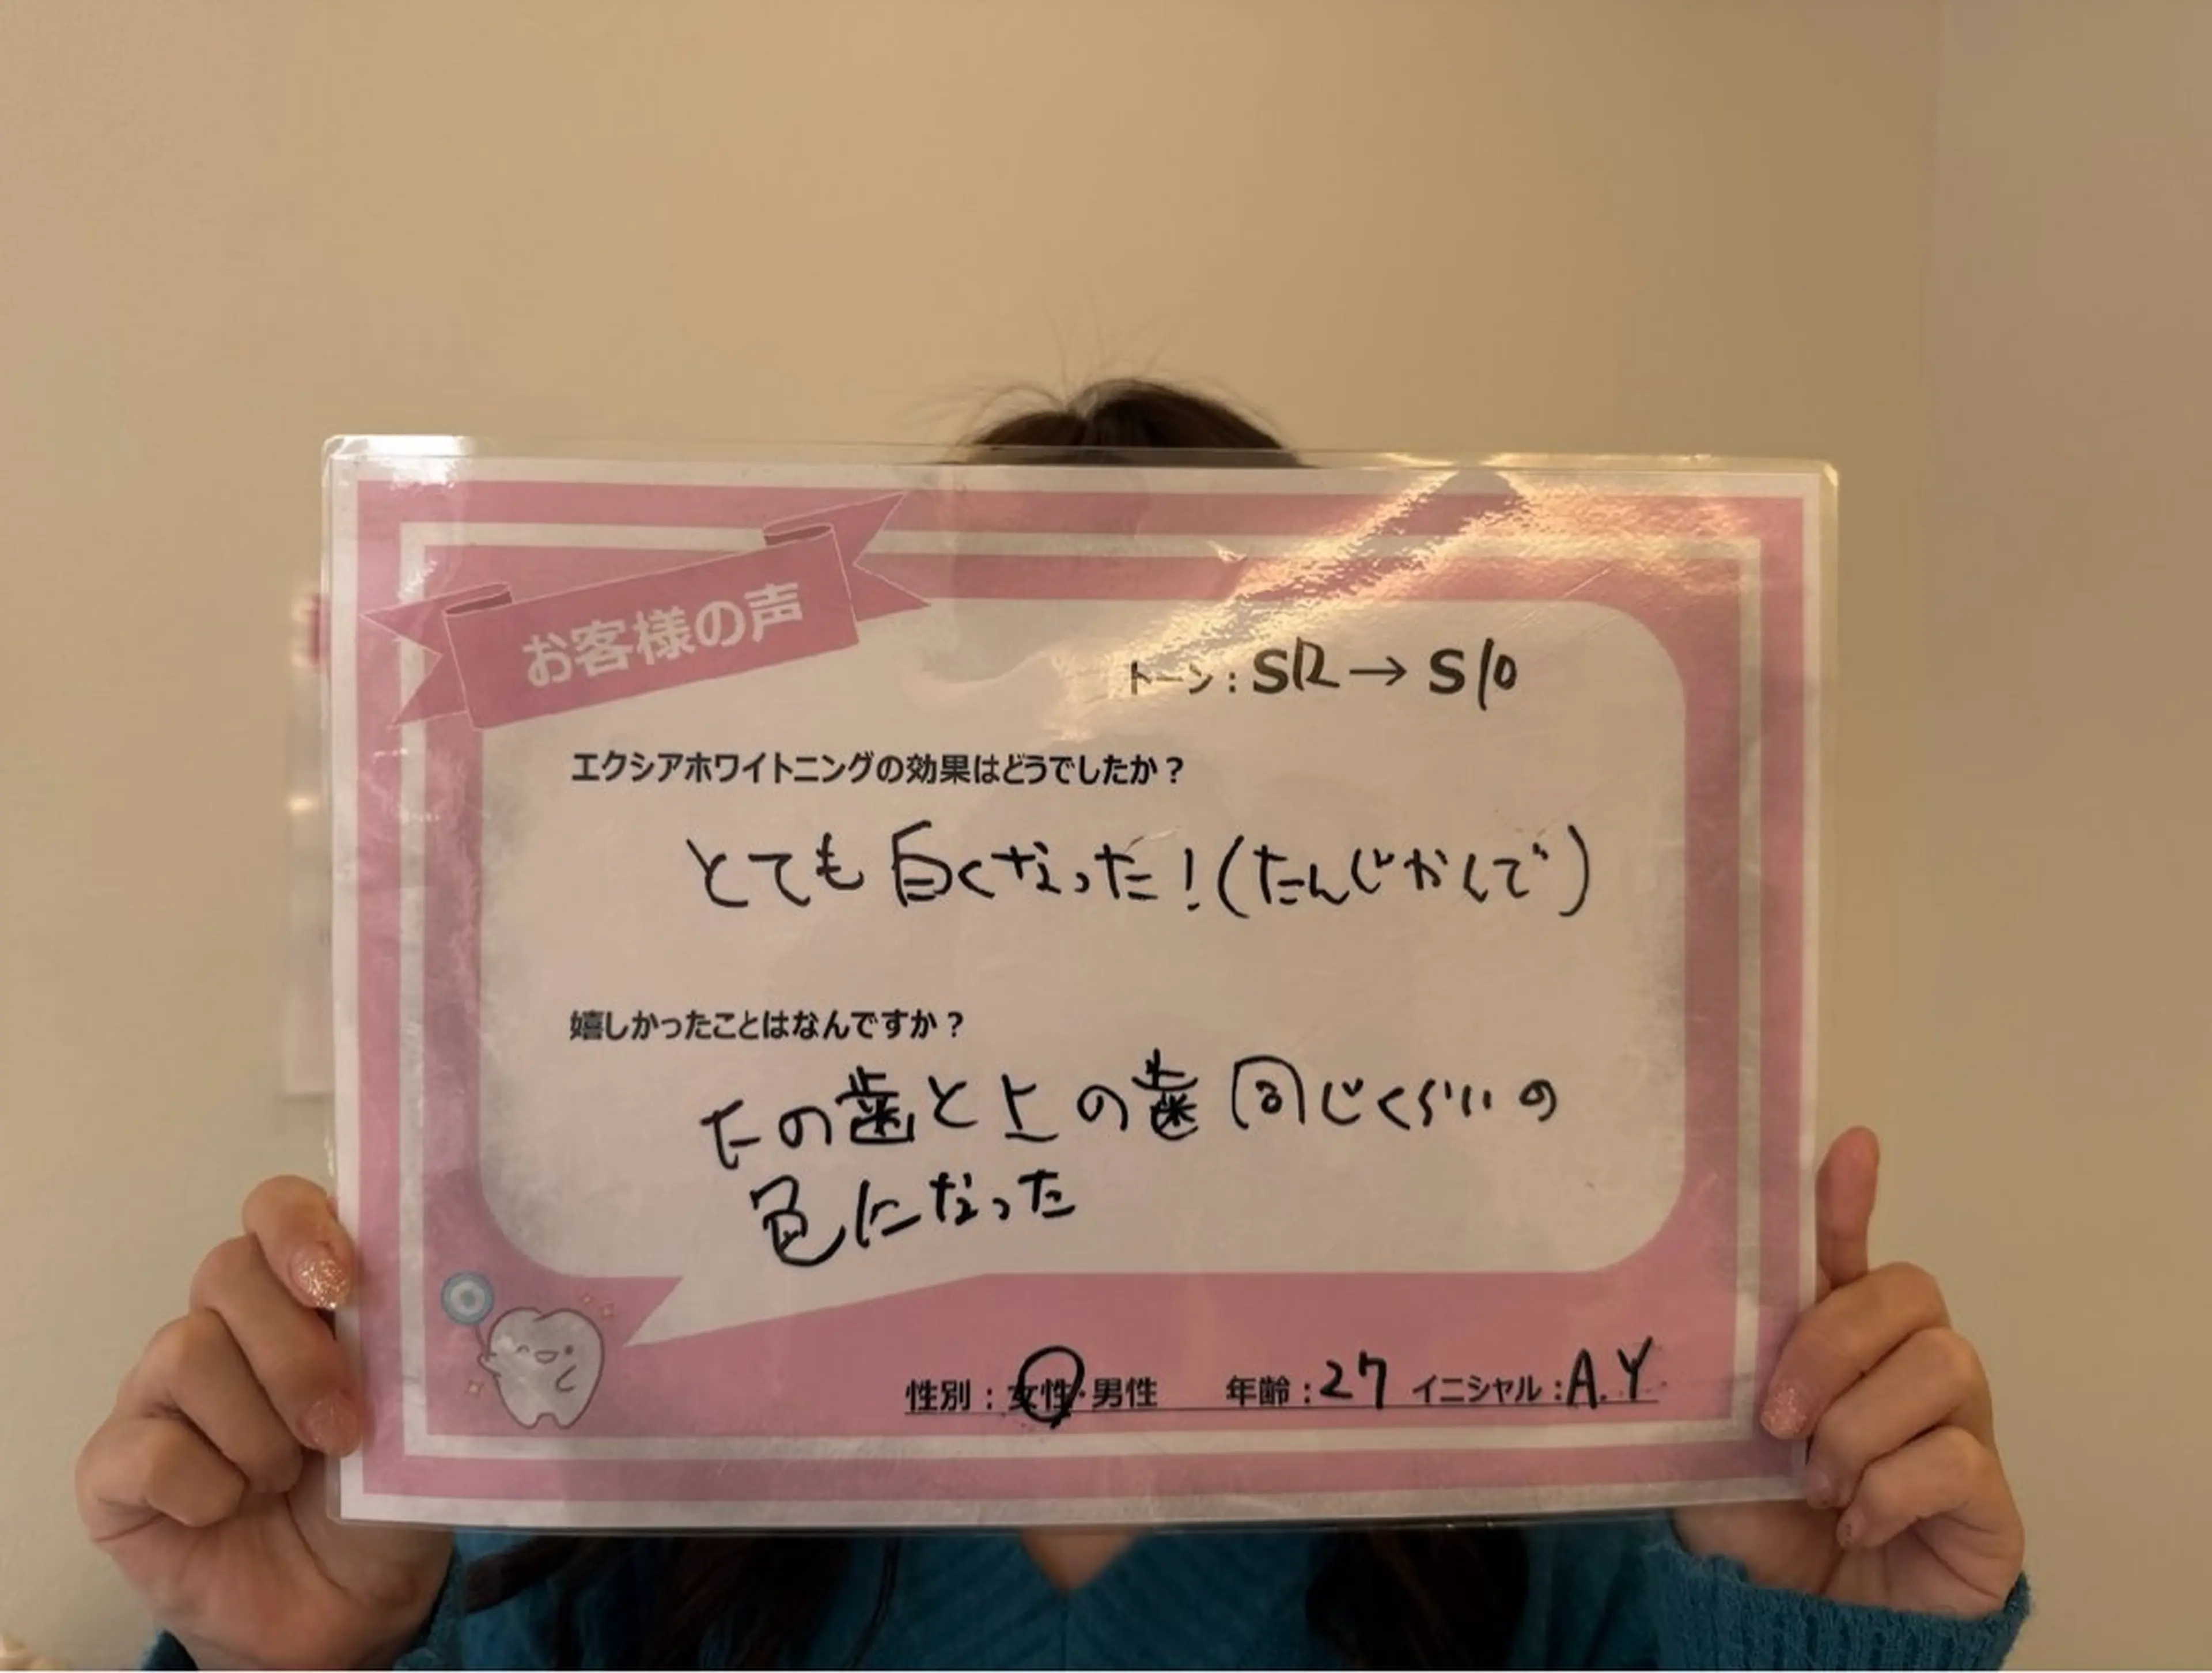 お客様の声
トーン：S12→S10
エクシアホワイトニングの効果はどうでしたか？
とても白くなった！(たんじかんで)
嬉しかったことはなんですか？
下の歯と上の歯同じくらいの
色になった
性別：女性・男性　年齢：27 イニシャル：A.Y